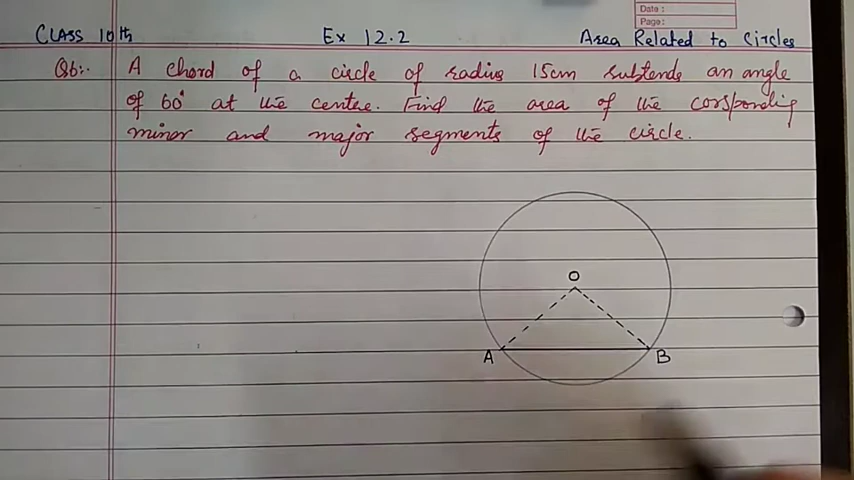 Date :
Page :
CLASS 10th Ex 12.2 Area Related to Circles
Q6:- A chord of a circle of radius 15cm subtends an angle
of 60° at the centre. Find the area of the corsponding
minor and major segments of the circle.
O
A B